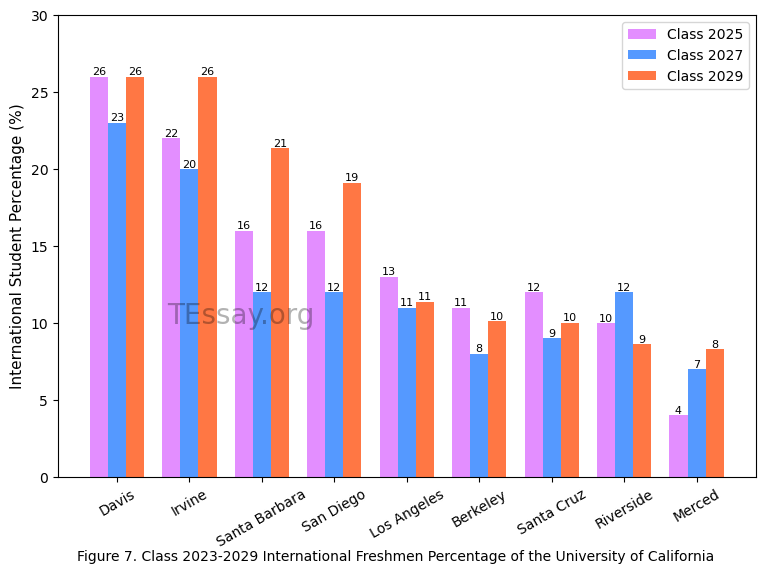 30
Class 2025
Class 2027
Class 2029
International Student Percentage (%)
25
20
15
10
5
0
26 23 26
22 20 26
16 12 21
16 12 19
13 11 11
11 8 10
12 9 10
10 12 9
4 7 8
TEssay.org
Davis Irvine Santa Barbara San Diego Los Angeles Berkeley Santa Cruz Riverside Merced
Figure 7. Class 2023-2029 International Freshmen Percentage of the University of California